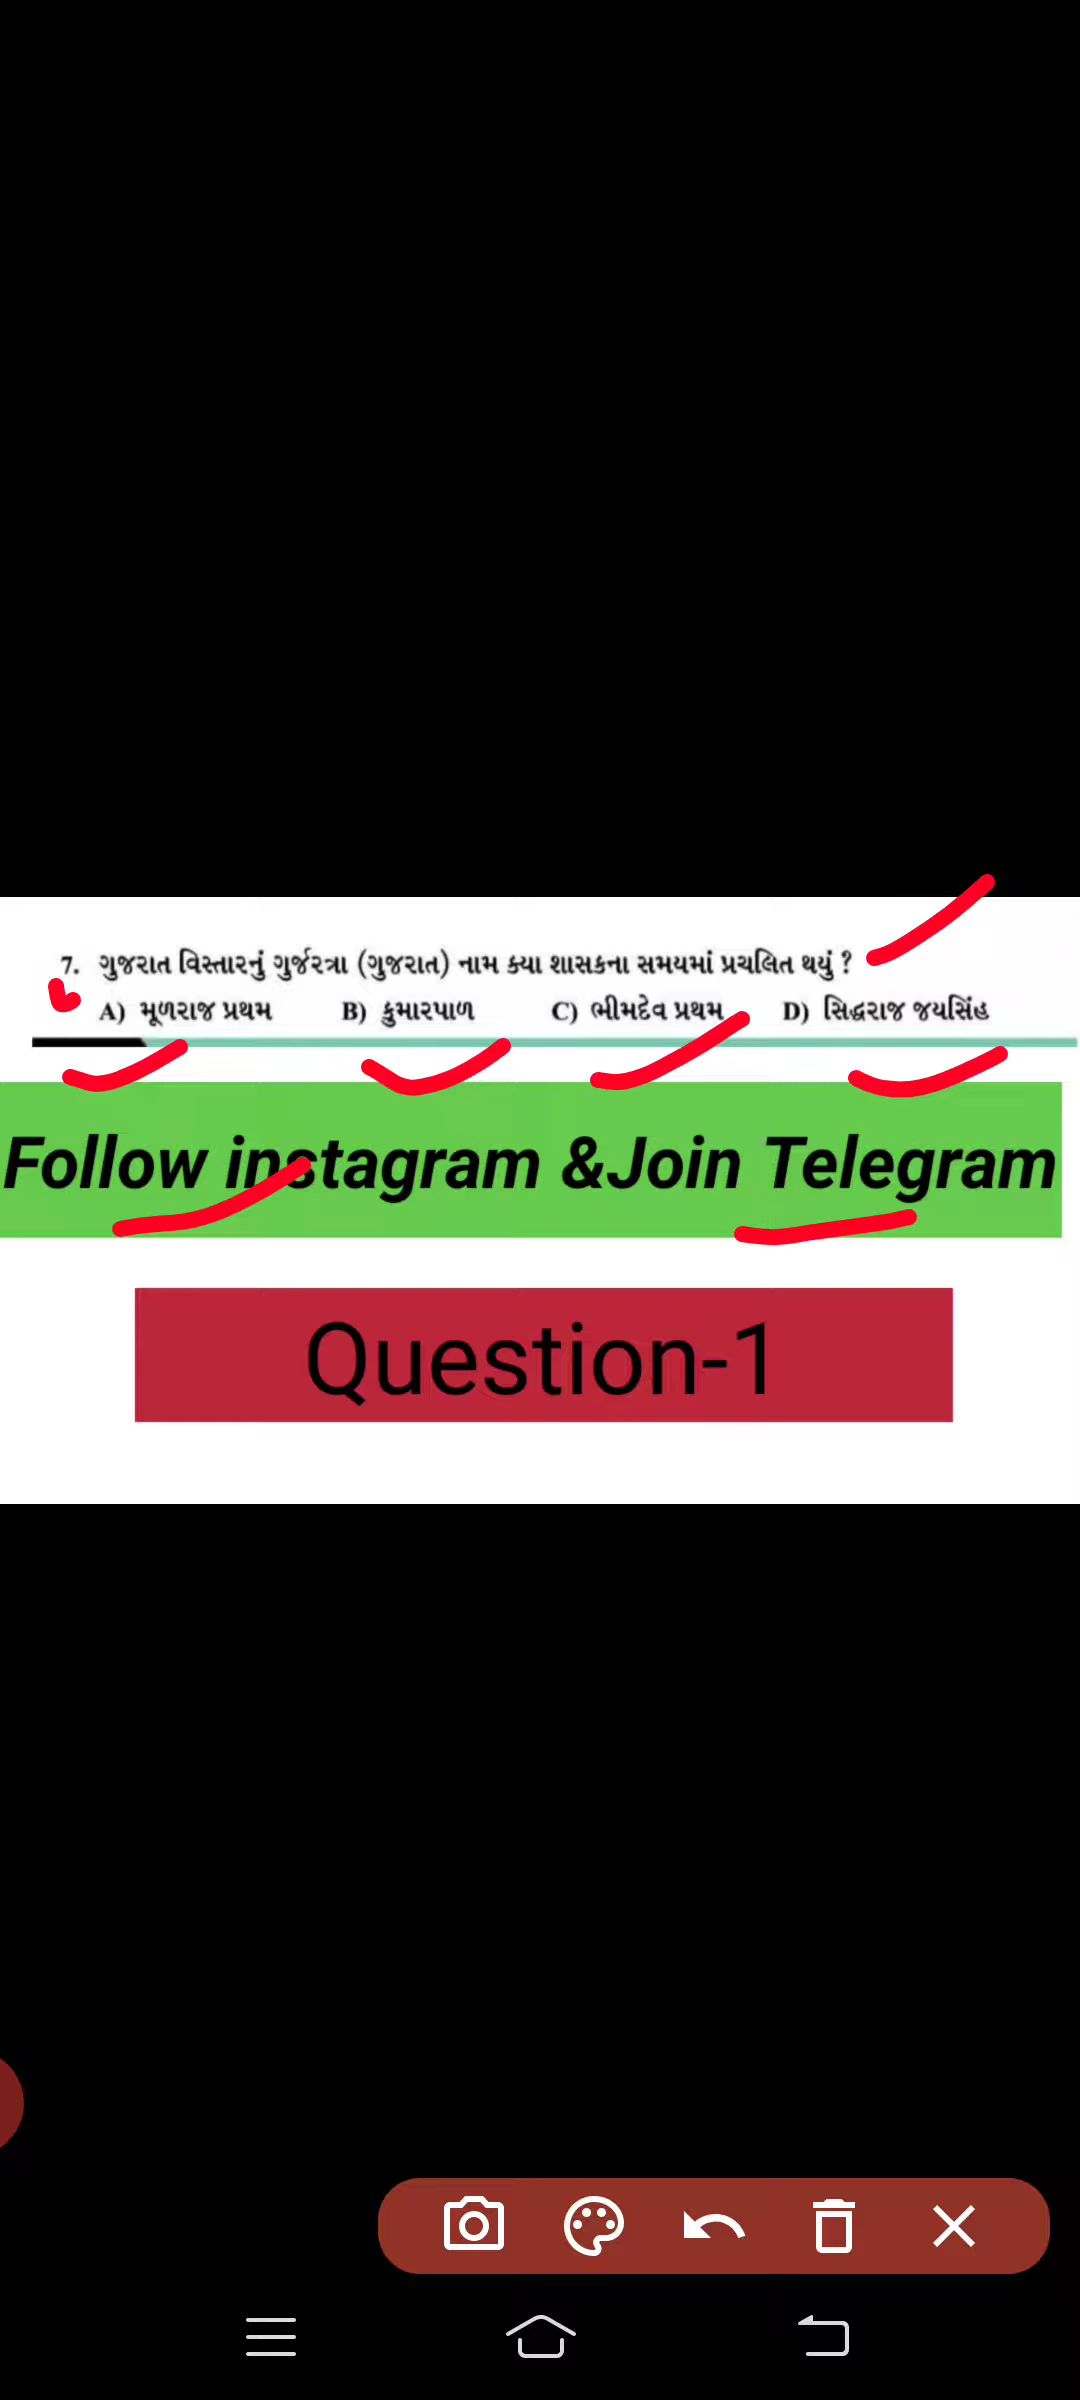 7. ગુજરાત વિસ્તારનું ગુર્જરત્રા (ગુજરાત) નામ ક્યા શાસકના સમયમાં પ્રચલિત થયું ?
A) મૂળરાજ પ્રથમ B) કુમારપાળ C) ભીમદેવ પ્રથમ D) સિદ્ધરાજ જયસિંહ
Follow instagram &Join Telegram
Question-1